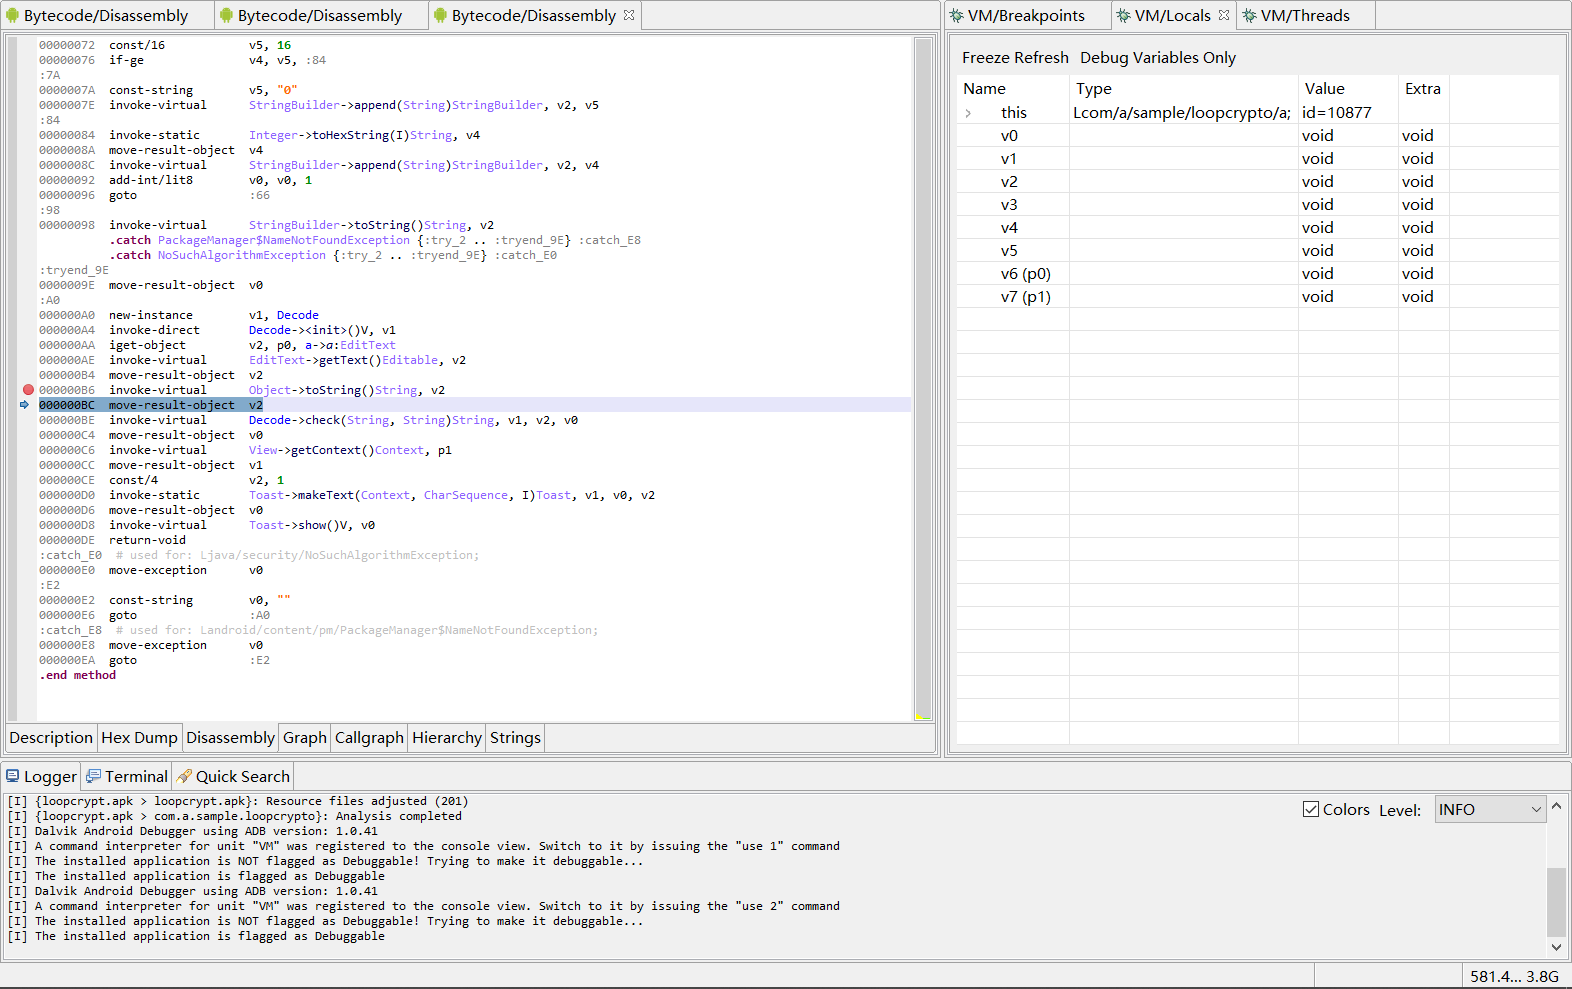 Bytecode/Disassembly Bytecode/Disassembly Bytecode/Disassembly
00000072 const/16 v5, 16
00000076 if-ge v4, v5, :84
:7A
0000007A const-string v5, "0"
0000007E invoke-virtual StringBuilder->append(String)StringBuilder, v2, v5
:84
00000084 invoke-static Integer->toHexString(I)String, v4
0000008A move-result-object v4
0000008C invoke-virtual StringBuilder->append(String)StringBuilder, v2, v4
00000092 add-int/lit8 v0, v0, 1
00000096 goto :66
:98
00000098 invoke-virtual StringBuilder->toString()String, v2
.catch PackageManager$NameNotFoundException {:try_2 .. :tryend_9E} :catch_E8
.catch NoSuchAlgorithmException {:try_2 .. :tryend_9E} :catch_E0
:tryend_9E
0000009E move-result-object v0
:A0
000000A0 new-instance v1, Decode
000000A4 invoke-direct Decode-><init>()V, v1
000000AA iget-object v2, p0, a->a:EditText
000000AE invoke-virtual EditText->getText()Editable, v2
000000B4 move-result-object v2
000000B6 invoke-virtual Object->toString()String, v2
000000BC move-result-object v2
000000BE invoke-virtual Decode->check(String, String)String, v1, v2, v0
000000C4 move-result-object v0
000000C6 invoke-virtual View->getContext()Context, p1
000000CC move-result-object v1
000000CE const/4 v2, 1
000000D0 invoke-static Toast->makeText(Context, CharSequence, I)Toast, v1, v0, v2
000000D6 move-result-object v0
000000D8 invoke-virtual Toast->show()V, v0
000000DE return-void
:catch_E0 # used for: Ljava/security/NoSuchAlgorithmException;
000000E0 move-exception v0
:E2
000000E2 const-string v0, ""
000000E6 goto :A0
:catch_E8 # used for: Landroid/content/pm/PackageManager$NameNotFoundException;
000000E8 move-exception v0
000000EA goto :E2
.end method
Description Hex Dump Disassembly Graph Callgraph Hierarchy Strings
VM/Breakpoints VM/Locals VM/Threads
Freeze Refresh Debug Variables Only
Name Type Value Extra
this Lcom/a/sample/loopcrypto/a; id=10877
v0 void void
v1 void void
v2 void void
v3 void void
v4 void void
v5 void void
v6 (p0) void void
v7 (p1) void void
Logger Terminal Quick Search
[I] {loopcrypt.apk > loopcrypt.apk}: Resource files adjusted (201)
[I] {loopcrypt.apk > com.a.sample.loopcrypto}: Analysis completed
[I] Dalvik Android Debugger using ADB version: 1.0.41
[I] A command interpreter for unit "VM" was registered to the console view. Switch to it by issuing the "use 1" command
[I] The installed application is NOT flagged as Debuggable! Trying to make it debuggable...
[I] The installed application is flagged as Debuggable
[I] Dalvik Android Debugger using ADB version: 1.0.41
[I] A command interpreter for unit "VM" was registered to the console view. Switch to it by issuing the "use 2" command
[I] The installed application is NOT flagged as Debuggable! Trying to make it debuggable...
[I] The installed application is flagged as Debuggable
Colors Level: INFO
581.4... 3.8G